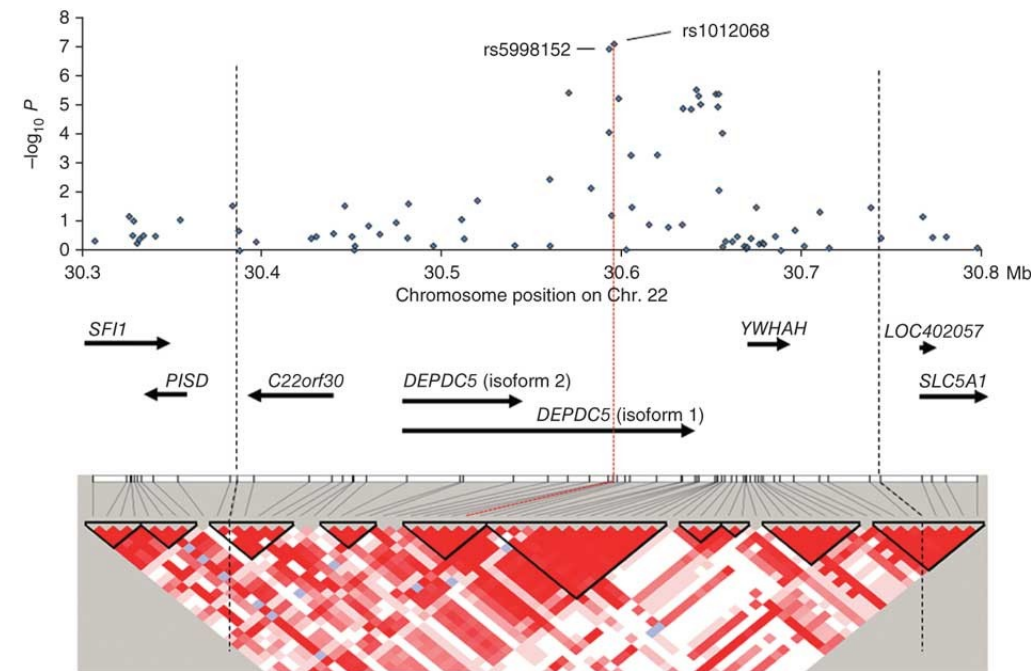 8
7
6
5
4
3
2
1
0
–log10 P
rs5998152
rs1012068
30.3 30.4 30.5 30.6 30.7 30.8 Mb
Chromosome position on Chr. 22
SFI1 YWHAH LOC402057
PISD C22orf30 DEPDC5 (isoform 2) SLC5A1
DEPDC5 (isoform 1)